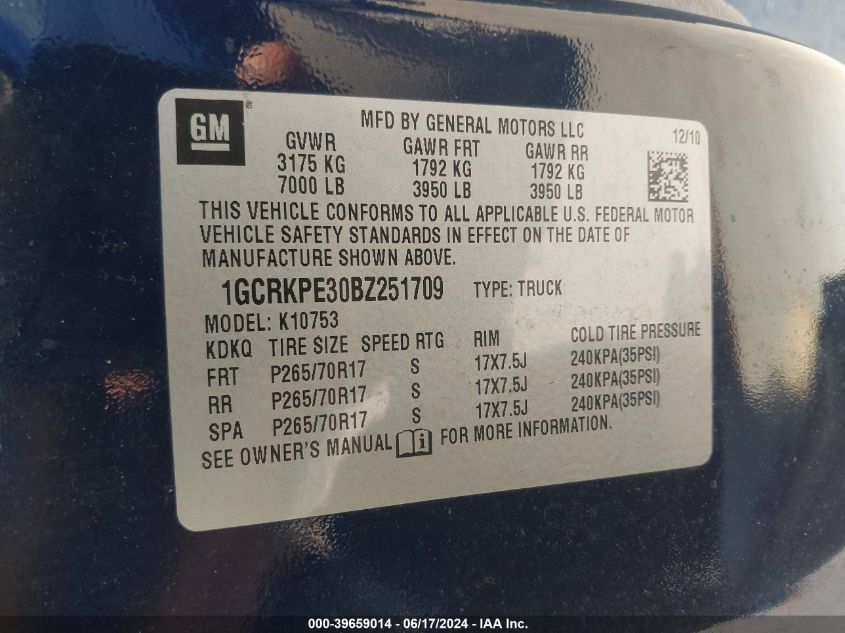 GM
®
MFD BY GENERAL MOTORS LLC
12/10
GVWR GAWR FRT GAWR RR
3175 KG 1792 KG 1792 KG
7000 LB 3950 LB 3950 LB
THIS VEHICLE CONFORMS TO ALL APPLICABLE U.S. FEDERAL MOTOR
VEHICLE SAFETY STANDARDS IN EFFECT ON THE DATE OF
MANUFACTURE SHOWN ABOVE.
1GCRKPE30BZ251709 TYPE: TRUCK
MODEL: K10753
KDKQ TIRE SIZE SPEED RTG RIM COLD TIRE PRESSURE
FRT P265/70R17 S 17X7.5J 240KPA(35PSI)
RR P265/70R17 S 17X7.5J 240KPA(35PSI)
SPA P265/70R17 S 17X7.5J 240KPA(35PSI)
SEE OWNER'S MANUAL i FOR MORE INFORMATION.
000-39659014 - 06/17/2024 - IAA Inc.